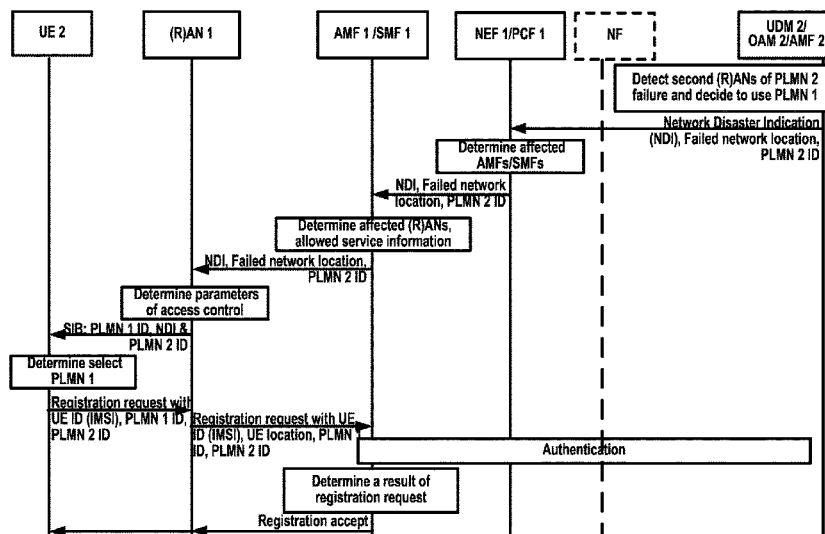 UE 2
(R)AN 1
AMF 1 /SMF 1
NEF 1/PCF 1
NF
UDM 2/
OAM 2/AMF 2
Detect second (R)ANs of PLMN 2
failure and decide to use PLMN 1
Network Disaster Indication
(NDI), Failed network location,
PLMN 2 ID
Determine affected
AMFs/SMFs
NDI, Failed network
location, PLMN 2 ID
Determine affected (R)ANs,
allowed service information
NDI, Failed network location,
PLMN 2 ID
Determine parameters
of access control
SIB: PLMN 1 ID, NDI &
PLMN 2 ID
Determine select
PLMN 1
Registration request with
UE ID (IMSI), PLMN 1 ID,
PLMN 2 ID
Registration request with UE
ID (IMSI), UE location, PLMN
ID, PLMN 2 ID
Authentication
Determine a result of
registration request
Registration accept